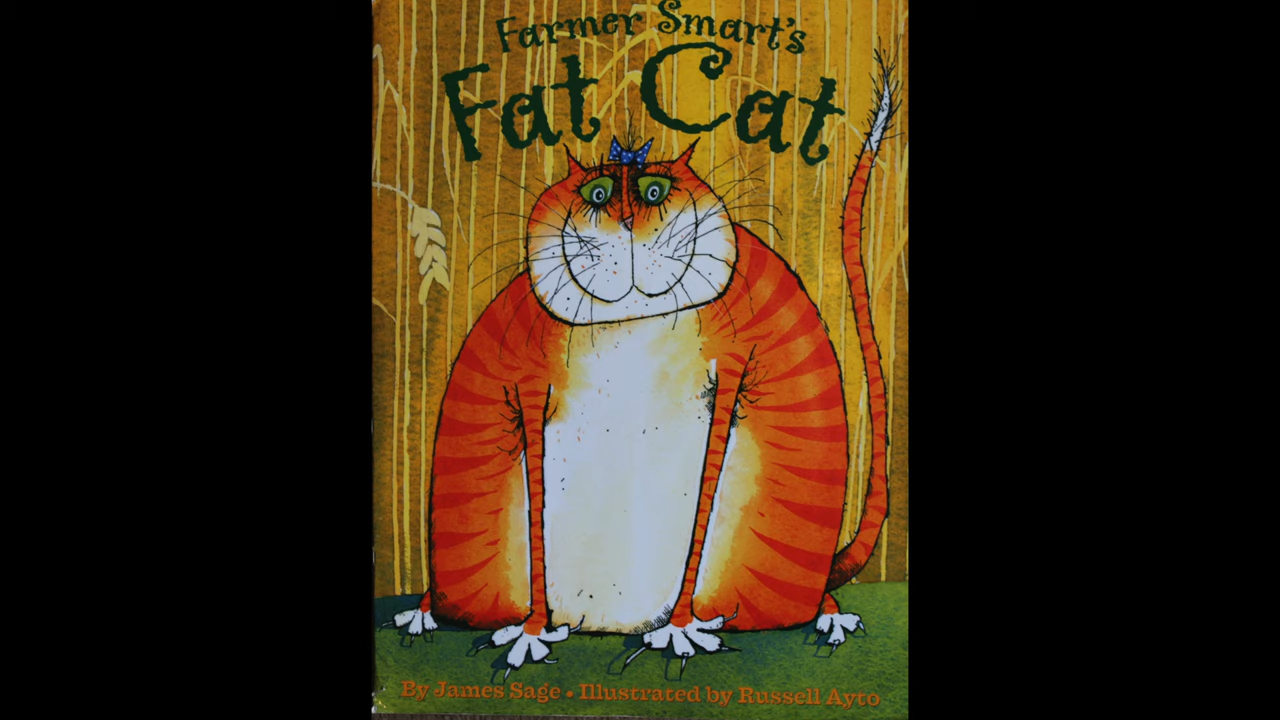 Farmer Smart's
Fat Cat
By James Sage • Illustrated by Russell Ayto